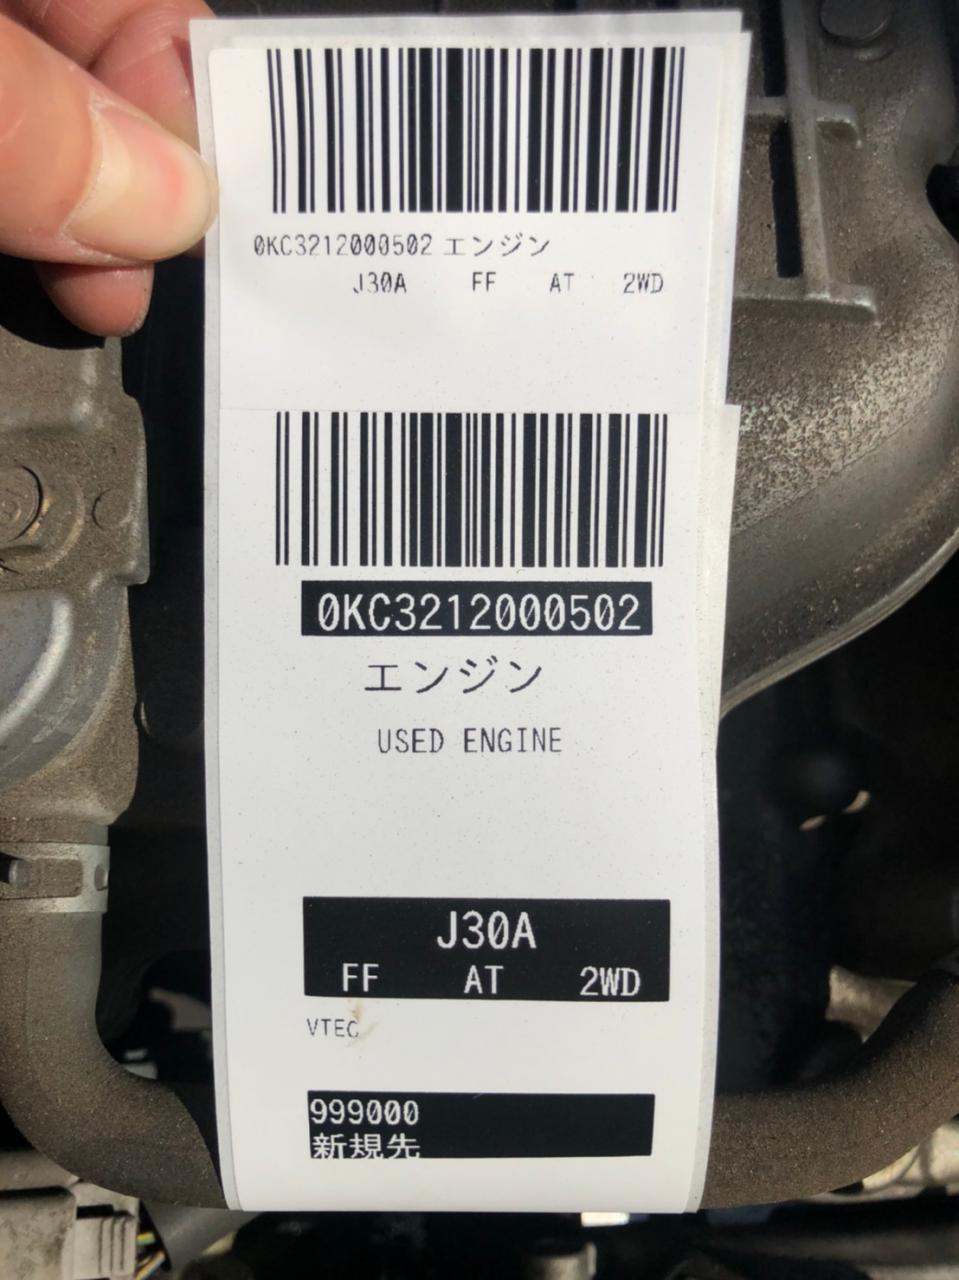 0KC3212000502 エンジン
J30A FF AT 2WD
0KC3212000502
エンジン
USED ENGINE
J30A
FF AT 2WD
VTEC
999000
新規先